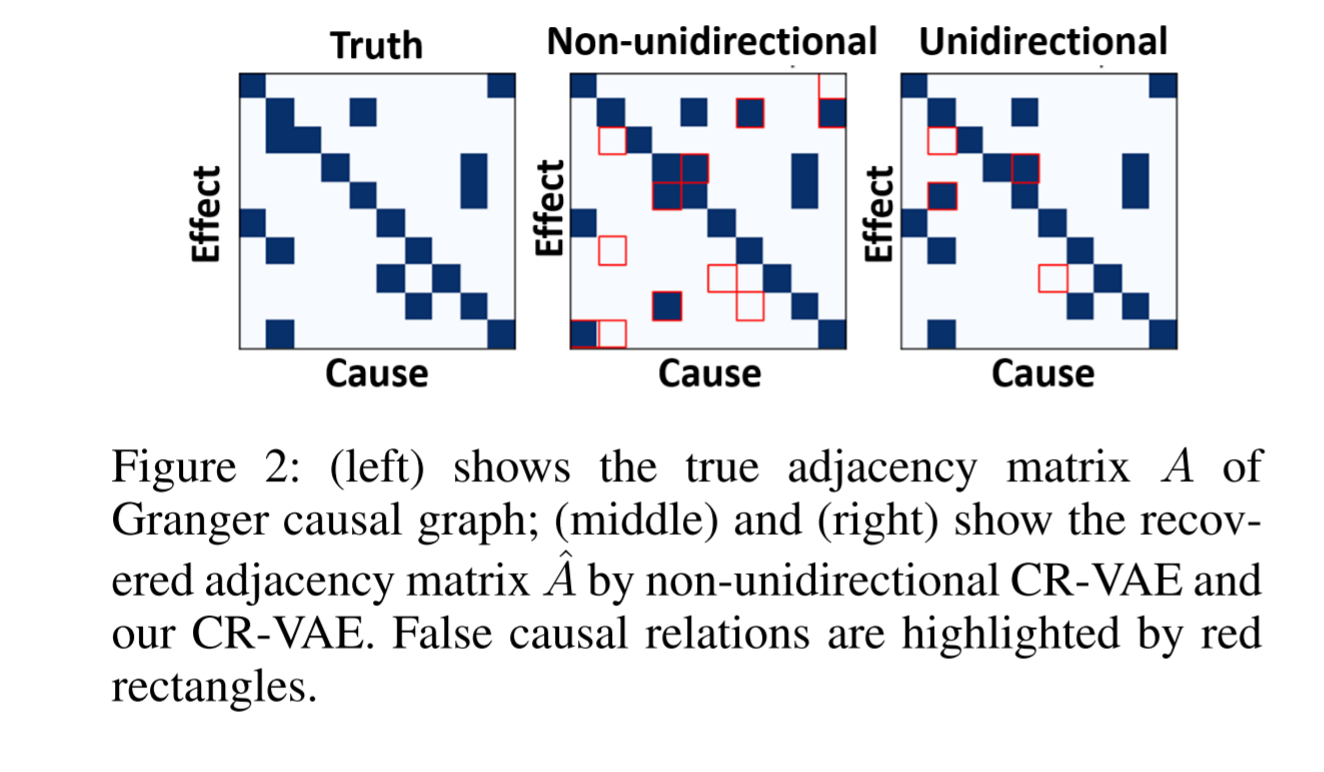 Truth Non-unidirectional Unidirectional
Effect Effect Effect
Cause Cause Cause
Figure 2: (left) shows the true adjacency matrix A of
Granger causal graph; (middle) and (right) show the recov-
ered adjacency matrix Â by non-unidirectional CR-VAE and
our CR-VAE. False causal relations are highlighted by red
rectangles.